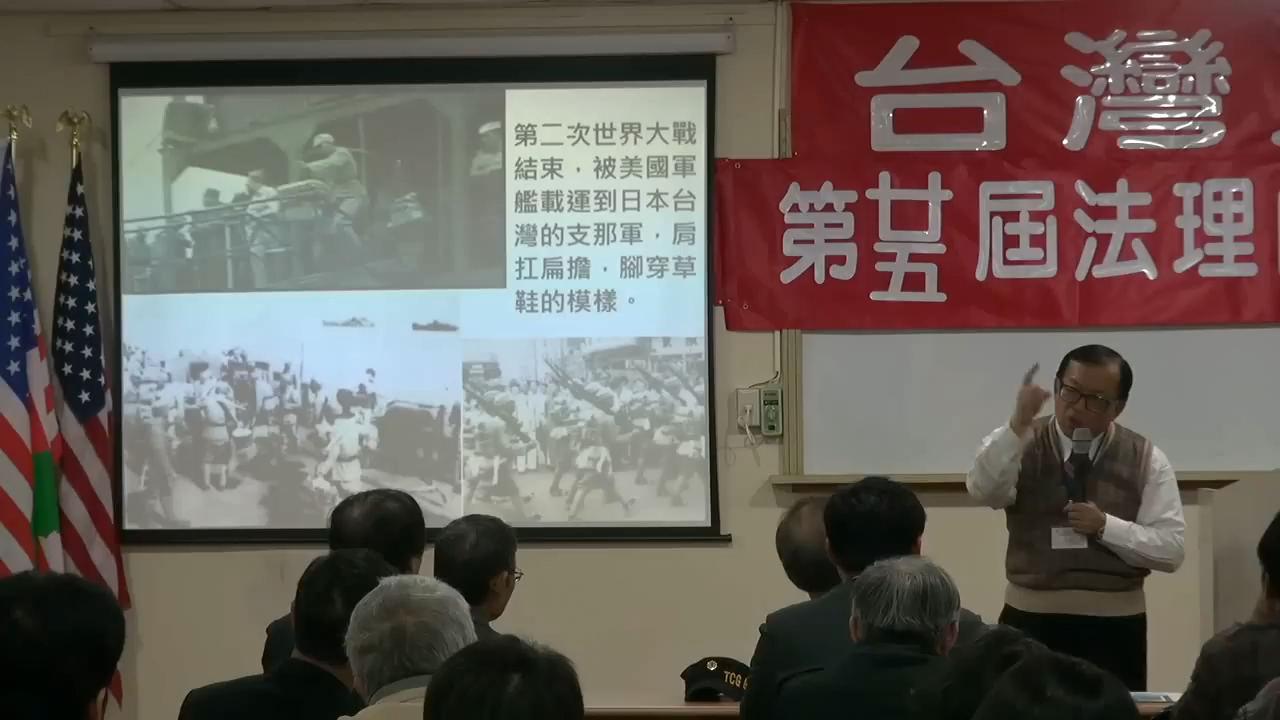 第二次世界大戰
結束，被美國軍
艦載運到日本台
灣的支那軍，肩
扛扁擔，腳穿草
鞋的模樣。
台灣
第廿五屆法理
TCG